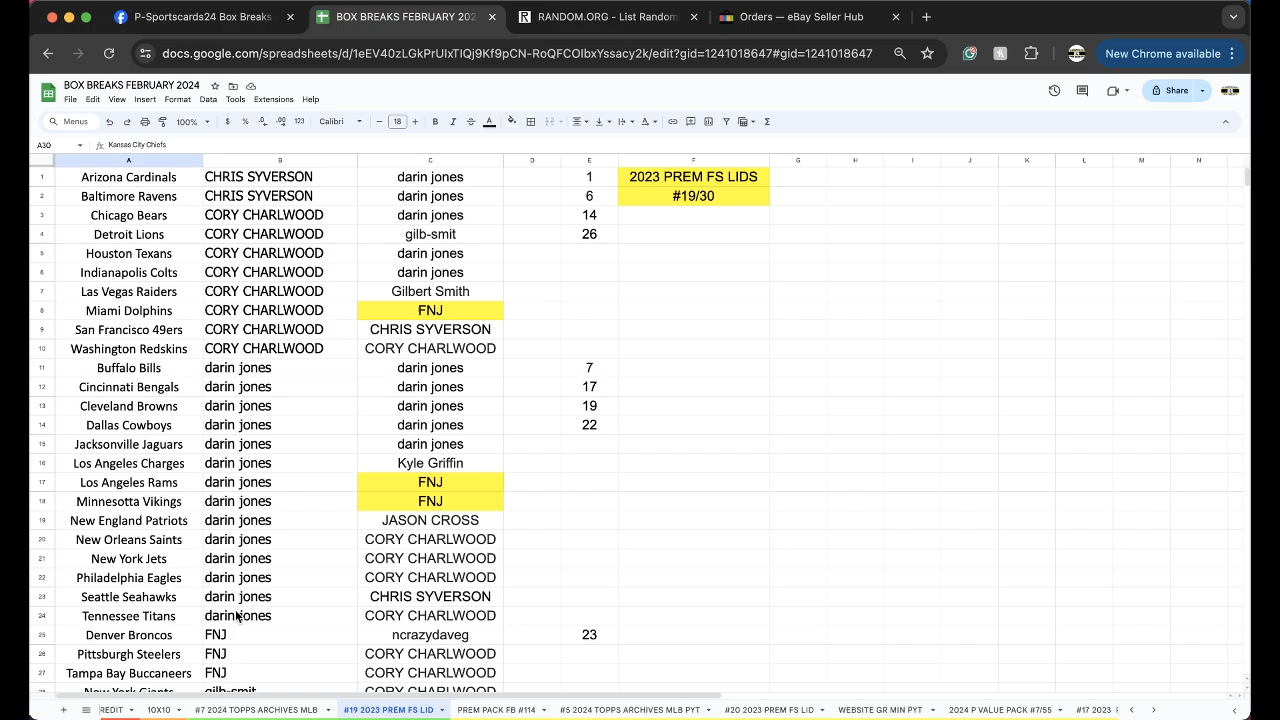 P-Sportscards24 Box Breaks
BOX BREAKS FEBRUARY 202
RANDOM.ORG - List Random
Orders — eBay Seller Hub
docs.google.com/spreadsheets/d/1eEV40zLGkPrUIxTIQj9Kf9pCN-RoQFCOIbxYssacy2k/edit?gid=1241018647#gid=1241018647
New Chrome available
BOX BREAKS FEBRUARY 2024
File Edit View Insert Format Data Tools Extensions Help
Share
Menus 100% $ % .0 .00 123 Calibri 18 B I A
A30 fx Kansas City Chiefs
A B C D E F G H I J K L M N
1 Arizona Cardinals CHRIS SYVERSON darin jones 1 2023 PREM FS LIDS
2 Baltimore Ravens CHRIS SYVERSON darin jones 6 #19/30
3 Chicago Bears CORY CHARLWOOD darin jones 14
4 Detroit Lions CORY CHARLWOOD gilb-smit 26
5 Houston Texans CORY CHARLWOOD darin jones
6 Indianapolis Colts CORY CHARLWOOD darin jones
7 Las Vegas Raiders CORY CHARLWOOD Gilbert Smith
8 Miami Dolphins CORY CHARLWOOD FNJ
9 San Francisco 49ers CORY CHARLWOOD CHRIS SYVERSON
10 Washington Redskins CORY CHARLWOOD CORY CHARLWOOD
11 Buffalo Bills darin jones darin jones 7
12 Cincinnati Bengals darin jones darin jones 17
13 Cleveland Browns darin jones darin jones 19
14 Dallas Cowboys darin jones darin jones 22
15 Jacksonville Jaguars darin jones darin jones
16 Los Angeles Charges darin jones Kyle Griffin
17 Los Angeles Rams darin jones FNJ
18 Minnesotta Vikings darin jones FNJ
19 New England Patriots darin jones JASON CROSS
20 New Orleans Saints darin jones CORY CHARLWOOD
21 New York Jets darin jones CORY CHARLWOOD
22 Philadelphia Eagles darin jones CORY CHARLWOOD
23 Seattle Seahawks darin jones CHRIS SYVERSON
24 Tennessee Titans darin jones CORY CHARLWOOD
25 Denver Broncos FNJ ncrazydaveg 23
26 Pittsburgh Steelers FNJ CORY CHARLWOOD
27 Tampa Bay Buccaneers FNJ CORY CHARLWOOD
28 New York Giants gilb-smit CORY CHARLWOOD
REDIT 10X10 #7 2024 TOPPS ARCHIVES MLB #19 2023 PREM FS LID PREM PACK FB #114 #5 2024 TOPPS ARCHIVES MLB PYT #20 2023 PREM FS LID WEBSITE GR MIN PYT 2024 P VALUE PACK #7/55 #17 2023